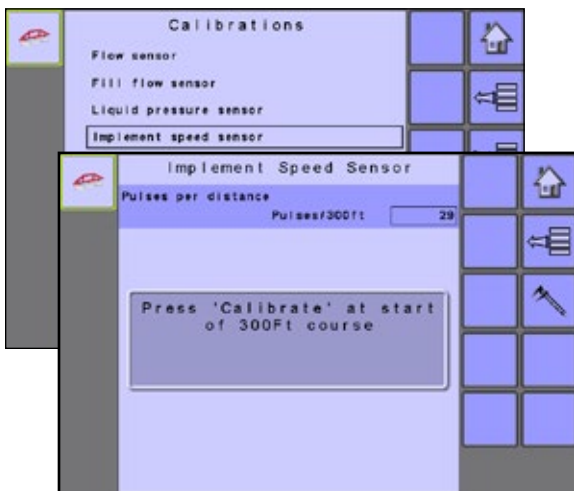 Calibrations
Flow sensor
Fill flow sensor
Liquid pressure sensor
Implement speed sensor
Implement Speed Sensor
Pulses per distance
Pulses/300ft 29
Press 'Calibrate' at start
of 300Ft course